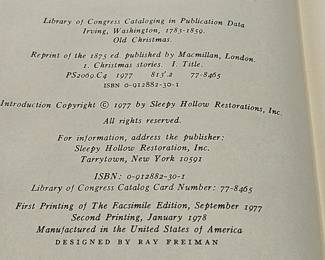 Library of Congress Cataloging in Publication Data
Irving, Washington, 1783-1859.
Old Christmas.
Reprint of the 1875 ed. published by Macmillan, London.
1. Christmas stories. I. Title.
PS2069.C4 1977 813'.2 77-8465
ISBN 0-912882-30-1
Introduction Copyright © 1977 by Sleepy Hollow Restorations, Inc.
All rights reserved.
For information, address the publisher:
Sleepy Hollow Restoration, Inc.
Tarrytown, New York 10591
ISBN: 0-912882-30-1
Library of Congress Catalog Card Number: 77-8465
First Printing of The Facsimile Edition, September 1977
Second Printing, January 1978
Manufactured in the United States of America
DESIGNED BY RAY FREIMAN